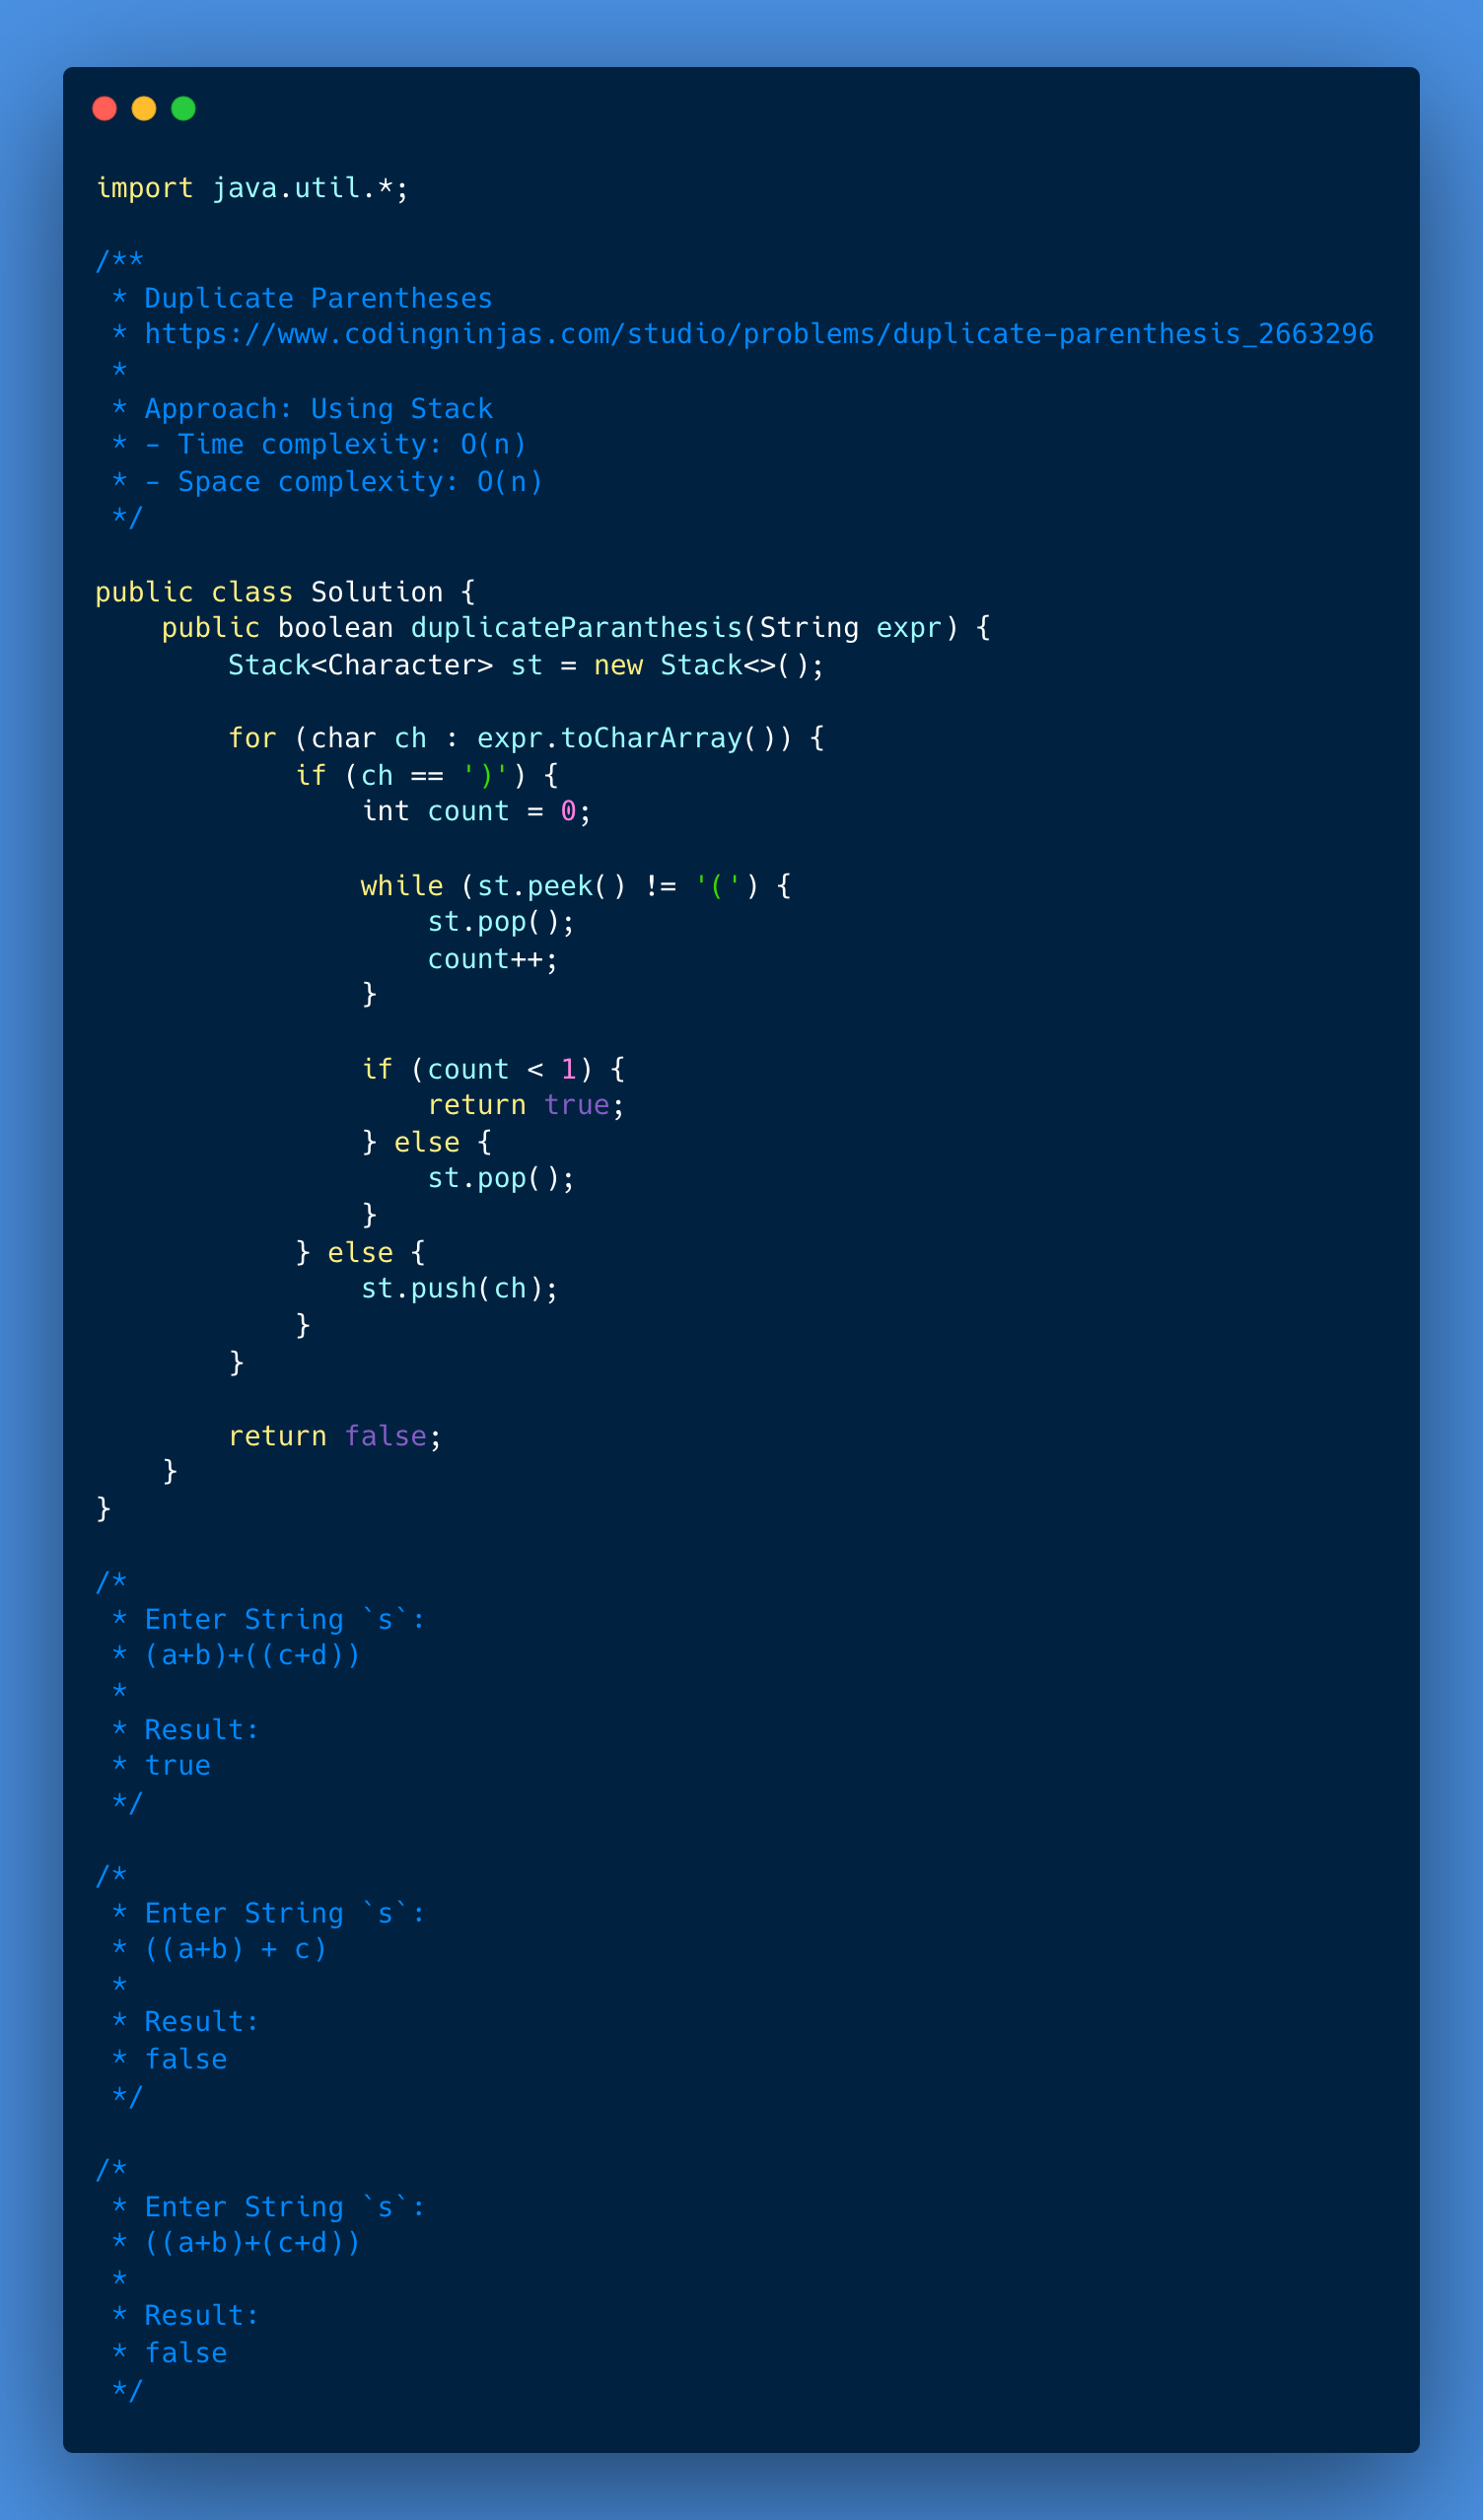 import java.util.*;

/**
 * Duplicate Parentheses
 * https://www.codingninjas.com/studio/problems/duplicate-parenthesis_2663296
 *
 * Approach: Using Stack
 * - Time complexity: O(n)
 * - Space complexity: O(n)
 */

public class Solution {
    public boolean duplicateParanthesis(String expr) {
        Stack<Character> st = new Stack<>();

        for (char ch : expr.toCharArray()) {
            if (ch == ')') {
                int count = 0;

                while (st.peek() != '(') {
                    st.pop();
                    count++;
                }

                if (count < 1) {
                    return true;
                } else {
                    st.pop();
                }
            } else {
                st.push(ch);
            }
        }

        return false;
    }
}

/*
 * Enter String `s`:
 * (a+b)+((c+d))
 *
 * Result:
 * true
 */

/*
 * Enter String `s`:
 * ((a+b) + c)
 *
 * Result:
 * false
 */

/*
 * Enter String `s`:
 * ((a+b)+(c+d))
 *
 * Result:
 * false
 */